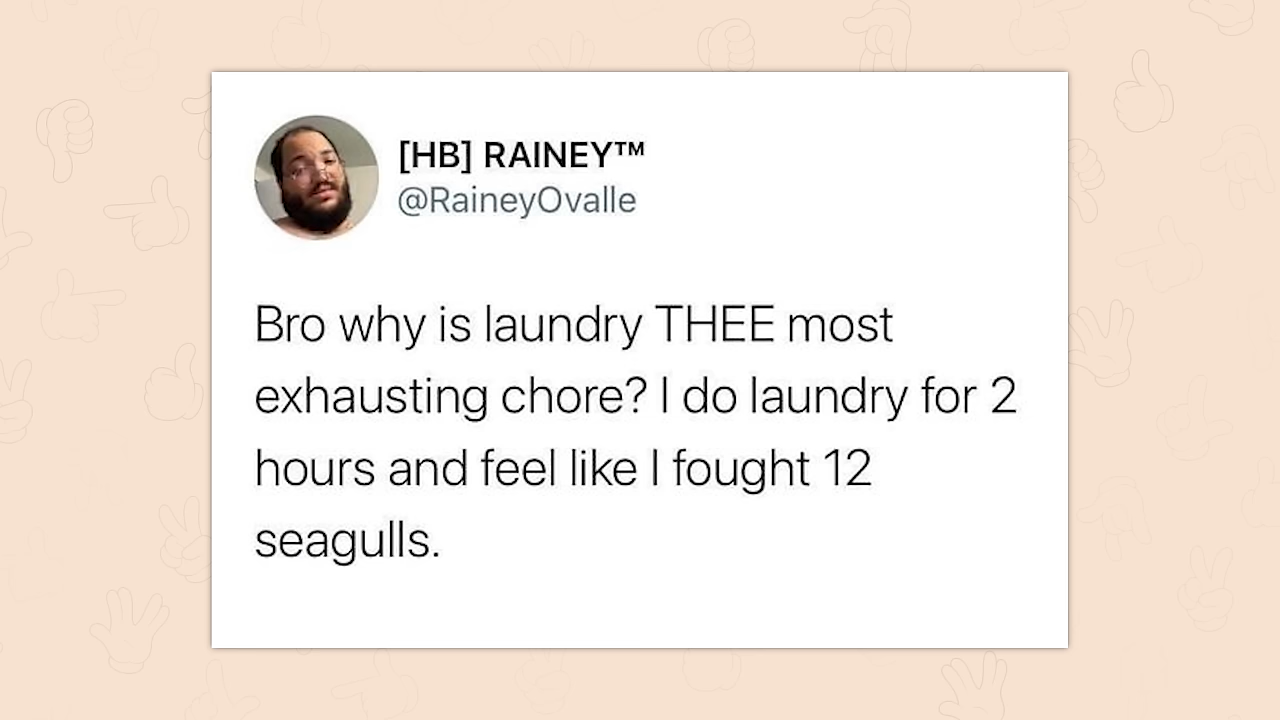 [HB] RAINEY™
@RaineyOvalle
Bro why is laundry THEE most
exhausting chore? I do laundry for 2
hours and feel like I fought 12
seagulls.